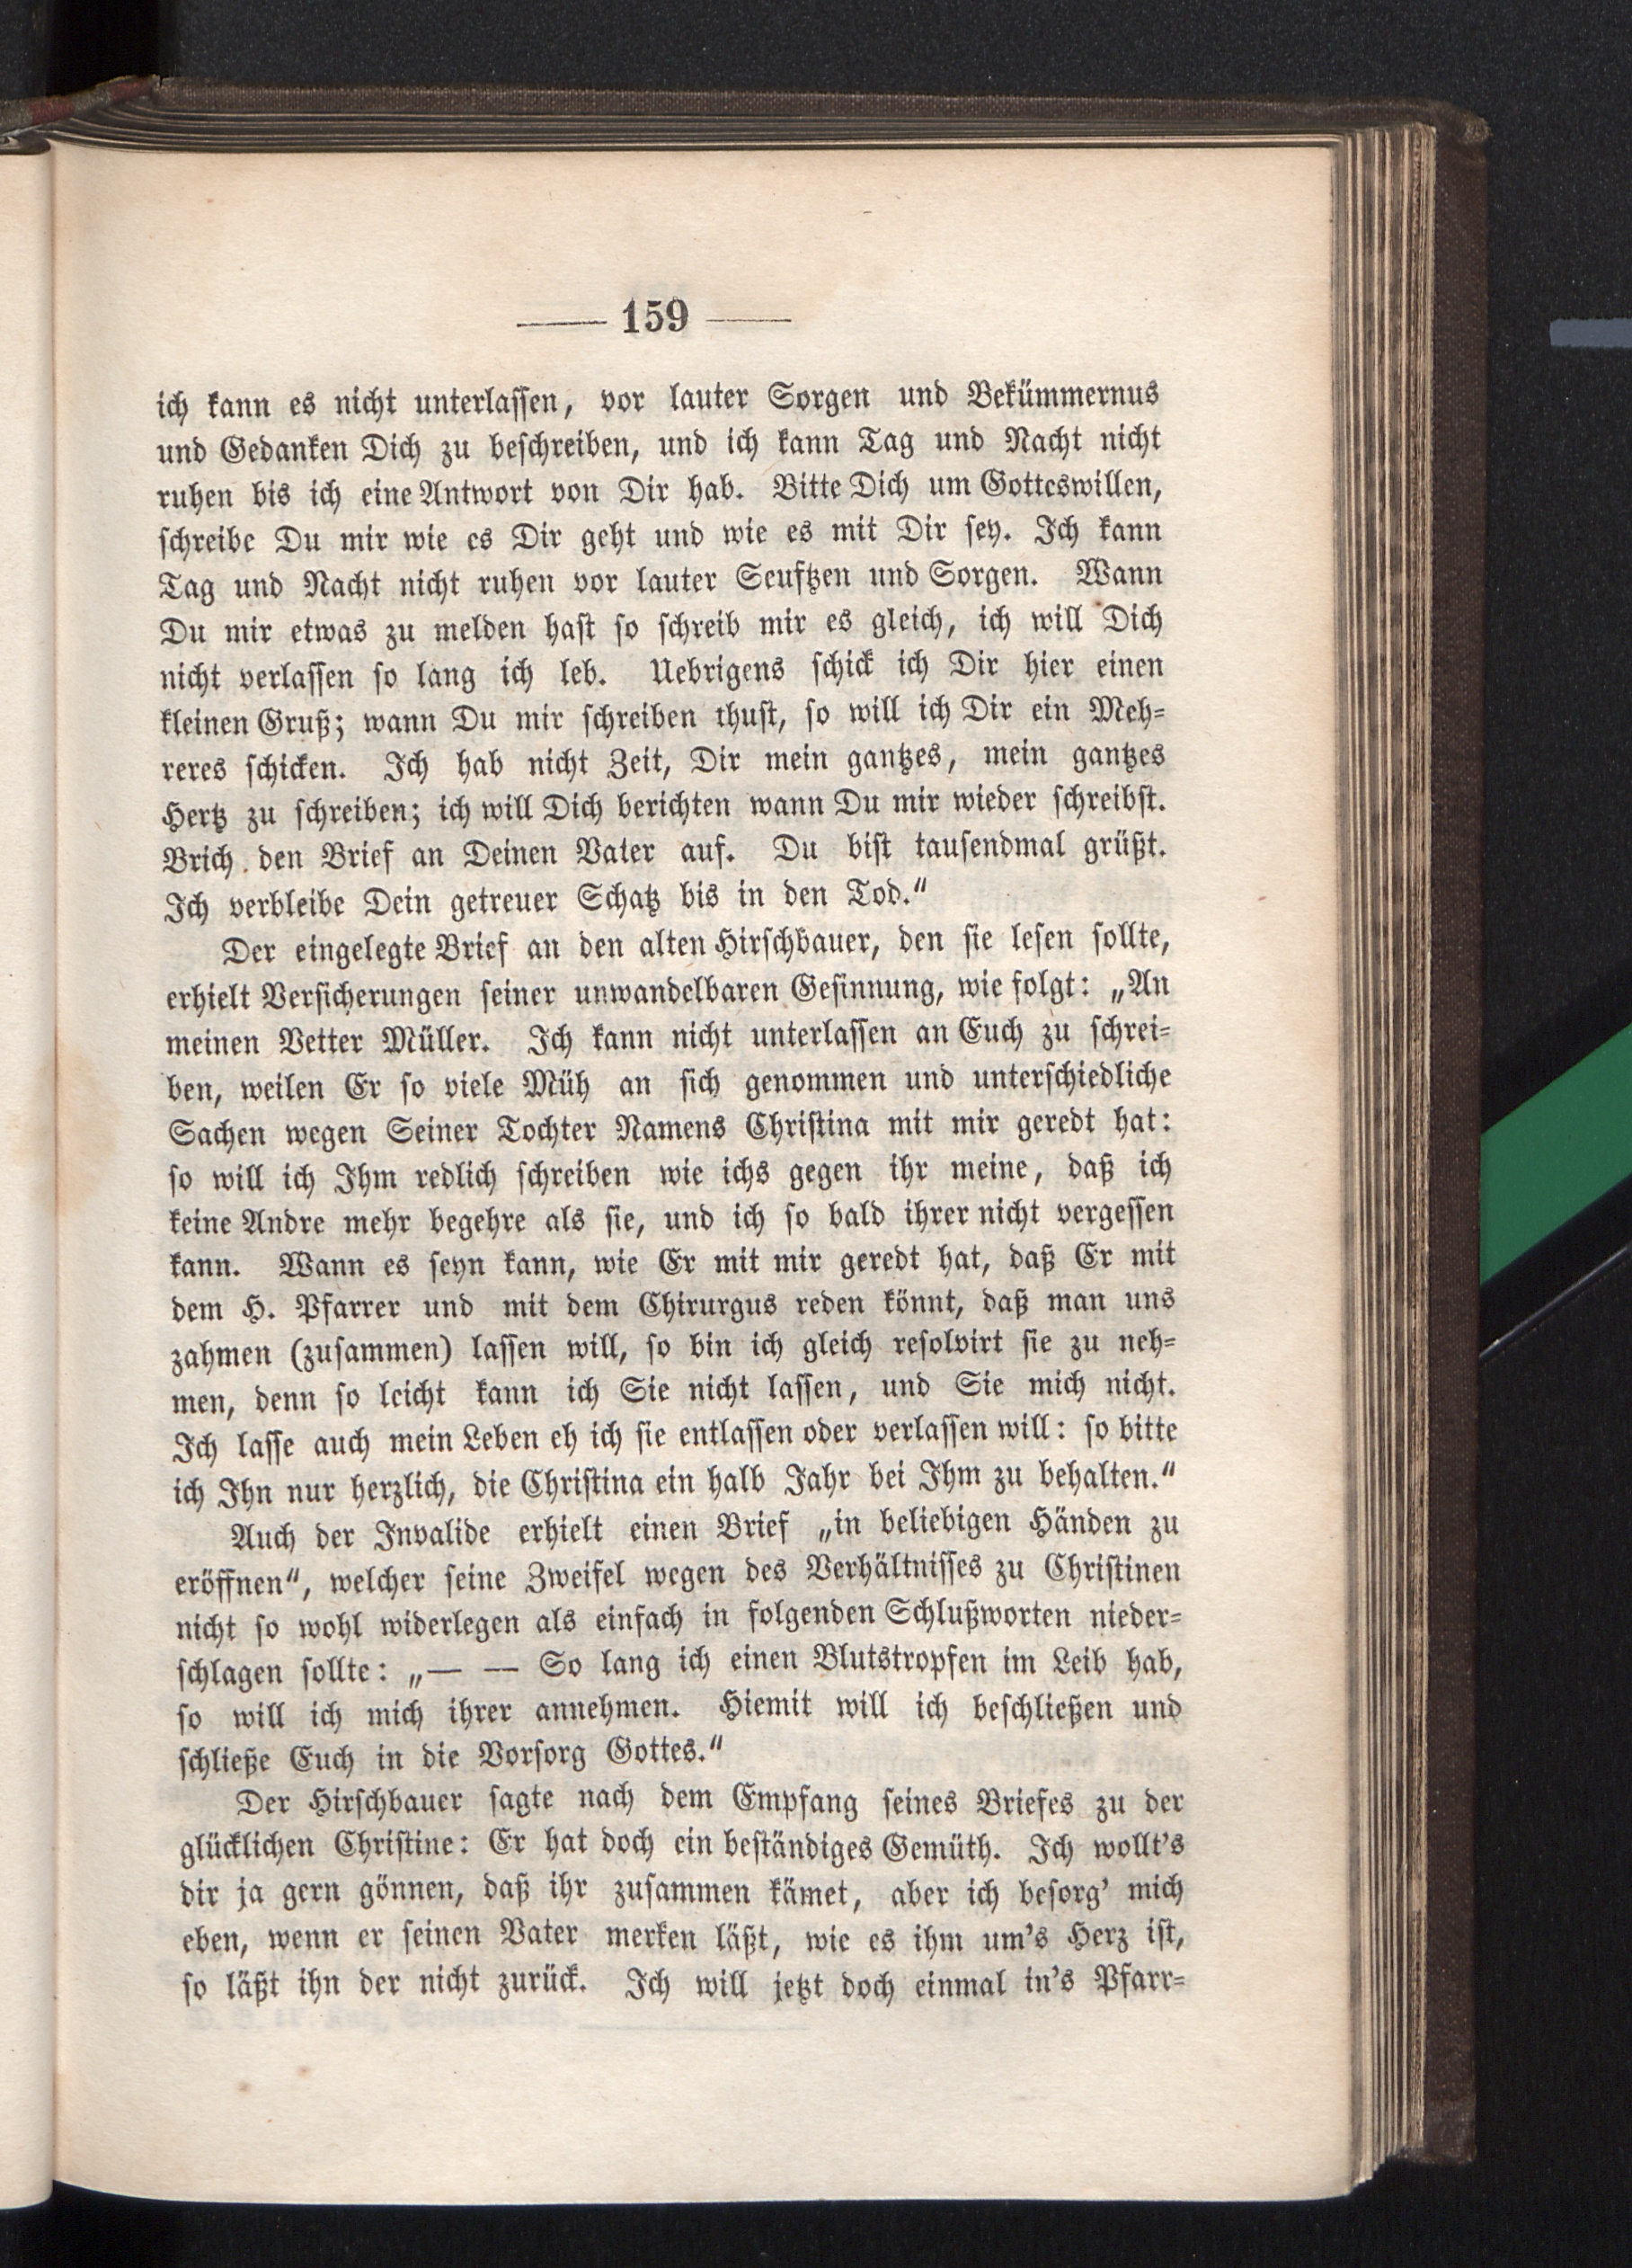 — 159 —
ich kann es nicht unterlassen, vor lauter Sorgen und Bekümmernus
und Gedanken Dich zu beschreiben, und ich kann Tag und Nacht nicht
ruhen bis ich eine Antwort von Dir hab. Bitte Dich um Gotteswillen,
schreibe Du mir wie es Dir geht und wie es mit Dir sey. Ich kann
Tag und Nacht nicht ruhen vor lauter Seuftzen und Sorgen. Wann
Du mir etwas zu melden hast so schreib mir es gleich, ich will Dich
nicht verlassen so lang ich leb. Uebrigens schick ich Dir hier einen
kleinen Gruß; wann Du mir schreiben thust, so will ich Dir ein Meh-
reres schicken. Ich hab nicht Zeit, Dir mein gantzes, mein gantzes
Hertz zu schreiben; ich will Dich berichten wann Du mir wieder schreibst.
Brich den Brief an Deinen Vater auf. Du bist tausendmal grüßt.
Ich verbleibe Dein getreuer Schatz bis in den Tod.“
Der eingelegte Brief an den alten Hirschbauer, den sie lesen sollte,
erhielt Versicherungen seiner unwandelbaren Gesinnung, wie folgt: „An
meinen Vetter Müller. Ich kann nicht unterlassen an Euch zu schrei-
ben, weilen Er so viele Müh an sich genommen und unterschiedliche
Sachen wegen Seiner Tochter Namens Christina mit mir geredt hat:
so will ich Ihm redlich schreiben wie ichs gegen ihr meine, daß ich
keine Andre mehr begehre als sie, und ich so bald ihrer nicht vergessen
kann. Wann es seyn kann, wie Er mit mir geredt hat, daß Er mit
dem H. Pfarrer und mit dem Chirurgus reden könnt, daß man uns
zahmen (zusammen) lassen will, so bin ich gleich resolvirt sie zu neh-
men, denn so leicht kann ich Sie nicht lassen, und Sie mich nicht.
Ich lasse auch mein Leben eh ich sie entlassen oder verlassen will: so bitte
ich Ihn nur herzlich, die Christina ein halb Jahr bei Ihm zu behalten.“
Auch der Invalide erhielt einen Brief „in beliebigen Händen zu
eröffnen“, welcher seine Zweifel wegen des Verhältnisses zu Christinen
nicht so wohl widerlegen als einfach in folgenden Schlußworten nieder-
schlagen sollte: „— — So lang ich einen Blutstropfen im Leib hab,
so will ich mich ihrer annehmen. Hiemit will ich beschließen und
schließe Euch in die Vorsorg Gottes.“
Der Hirschbauer sagte nach dem Empfang seines Briefes zu der
glücklichen Christine: Er hat doch ein beständiges Gemüth. Ich wollt's
dir ja gern gönnen, daß ihr zusammen kämet, aber ich besorg' mich
eben, wenn er seinen Vater merken läßt, wie es ihm um's Herz ist,
so läßt ihn der nicht zurück. Ich will jetzt doch einmal in's Pfarr-